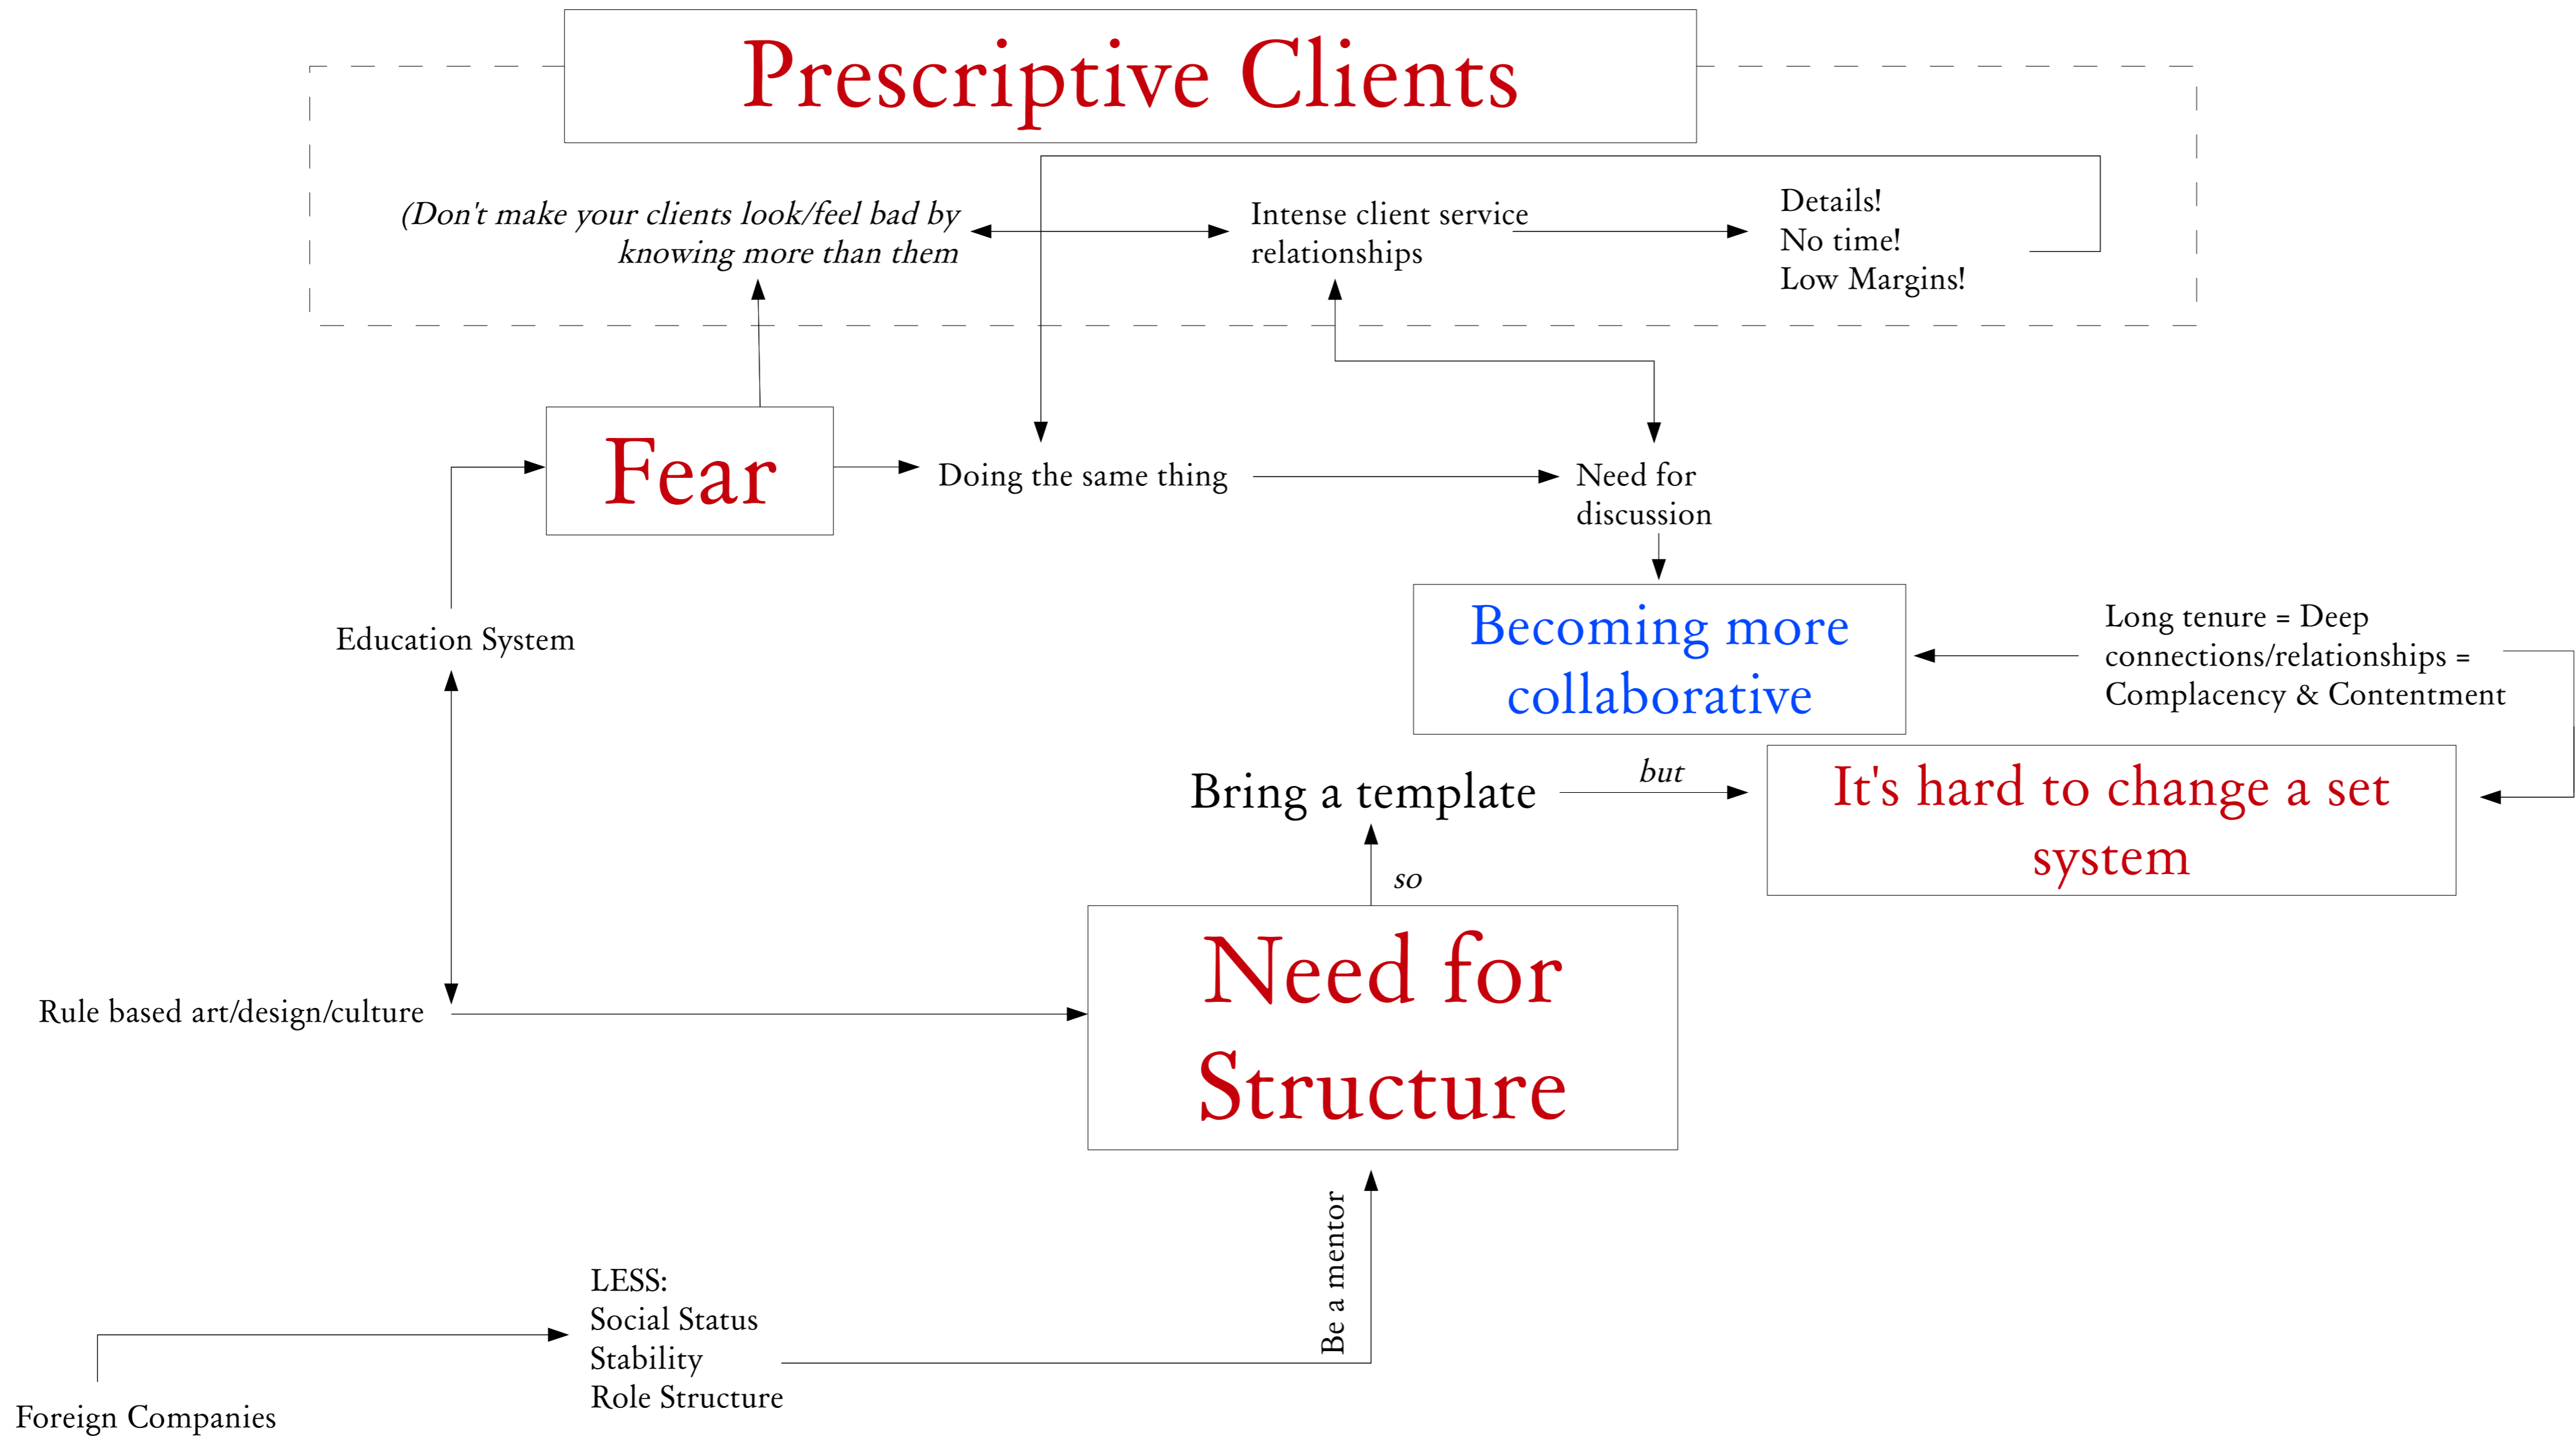 Prescriptive Clients
(Don't make your clients look/feel bad by
knowing more than them
Intense client service
relationships
Details!
No time!
Low Margins!
Fear
Doing the same thing
Need for
discussion
Education System
Becoming more
collaborative
Long tenure = Deep
connections/relationships =
Complacency & Contentment
Bring a template
but
It's hard to change a set
system
so
Need for
Structure
Rule based art/design/culture
Be a mentor
LESS:
Social Status
Stability
Role Structure
Foreign Companies